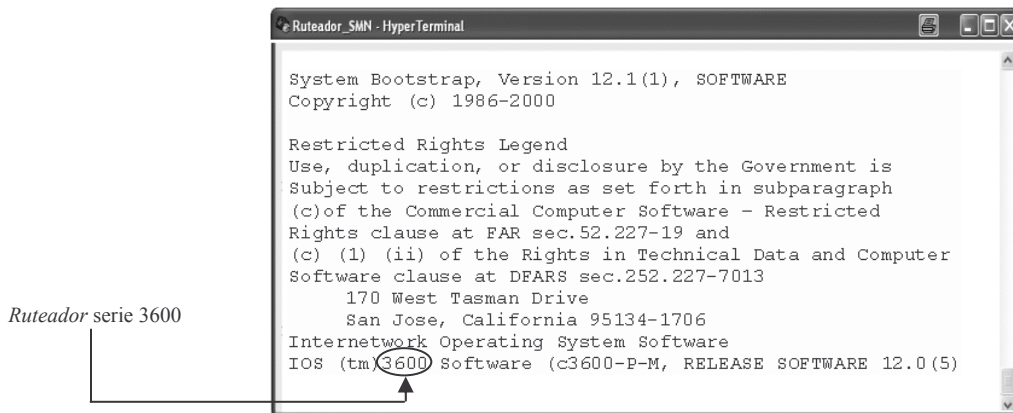 Ruteador_SMN - HyperTerminal
System Bootstrap, Version 12.1(1), SOFTWARE
Copyright (c) 1986-2000
Restricted Rights Legend
Use, duplication, or disclosure by the Government is
Subject to restrictions as set forth in subparagraph
(c)of the Commercial Computer Software - Restricted
Rights clause at FAR sec.52.227-19 and
(c) (1) (ii) of the Rights in Technical Data and Computer
Software clause at DFARS sec.252.227-7013
170 West Tasman Drive
San Jose, California 95134-1706
Internetwork Operating System Software
IOS (tm)3600 Software (c3600-P-M, RELEASE SOFTWARE 12.0(5)
Ruteador serie 3600